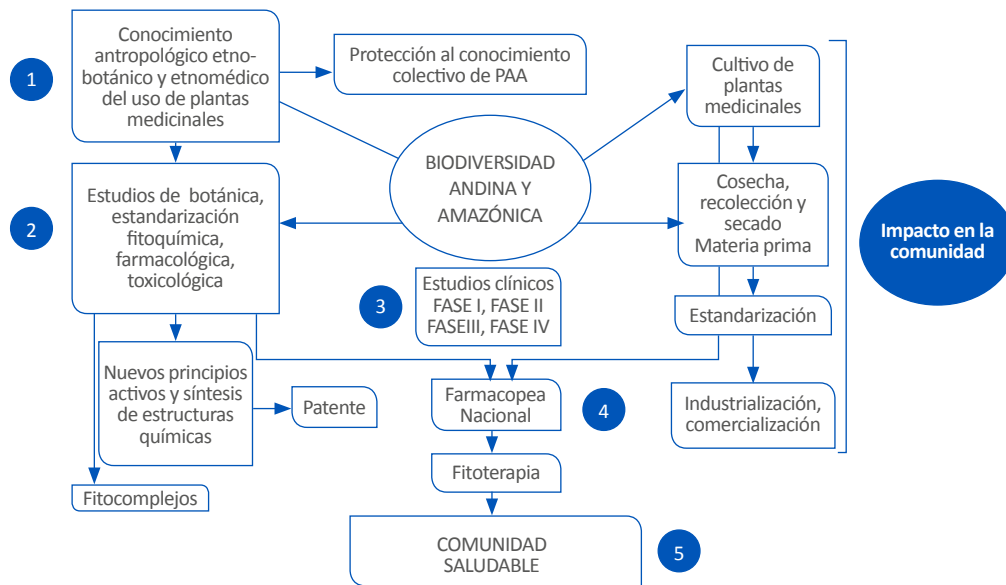 1
Conocimiento
antropológico etno-
botánico y etnomédico
del uso de plantas
medicinales
Protección al conocimiento
colectivo de PAA
Cultivo de
plantas
medicinales
BIODIVERSIDAD
ANDINA Y
AMAZÓNICA
2
Estudios de botánica,
estandarización
fitoquímica,
farmacológica,
toxicológica
Cosecha,
recolección y
secado
Materia prima
Impacto en la
comunidad
3
Estudios clínicos
FASE I, FASE II
FASEIII, FASE IV
Estandarización
Nuevos principios
activos y síntesis
de estructuras
químicas
Patente
Farmacopea
Nacional
4
Industrialización,
comercialización
Fitocomplejos
Fitoterapia
COMUNIDAD
SALUDABLE
5